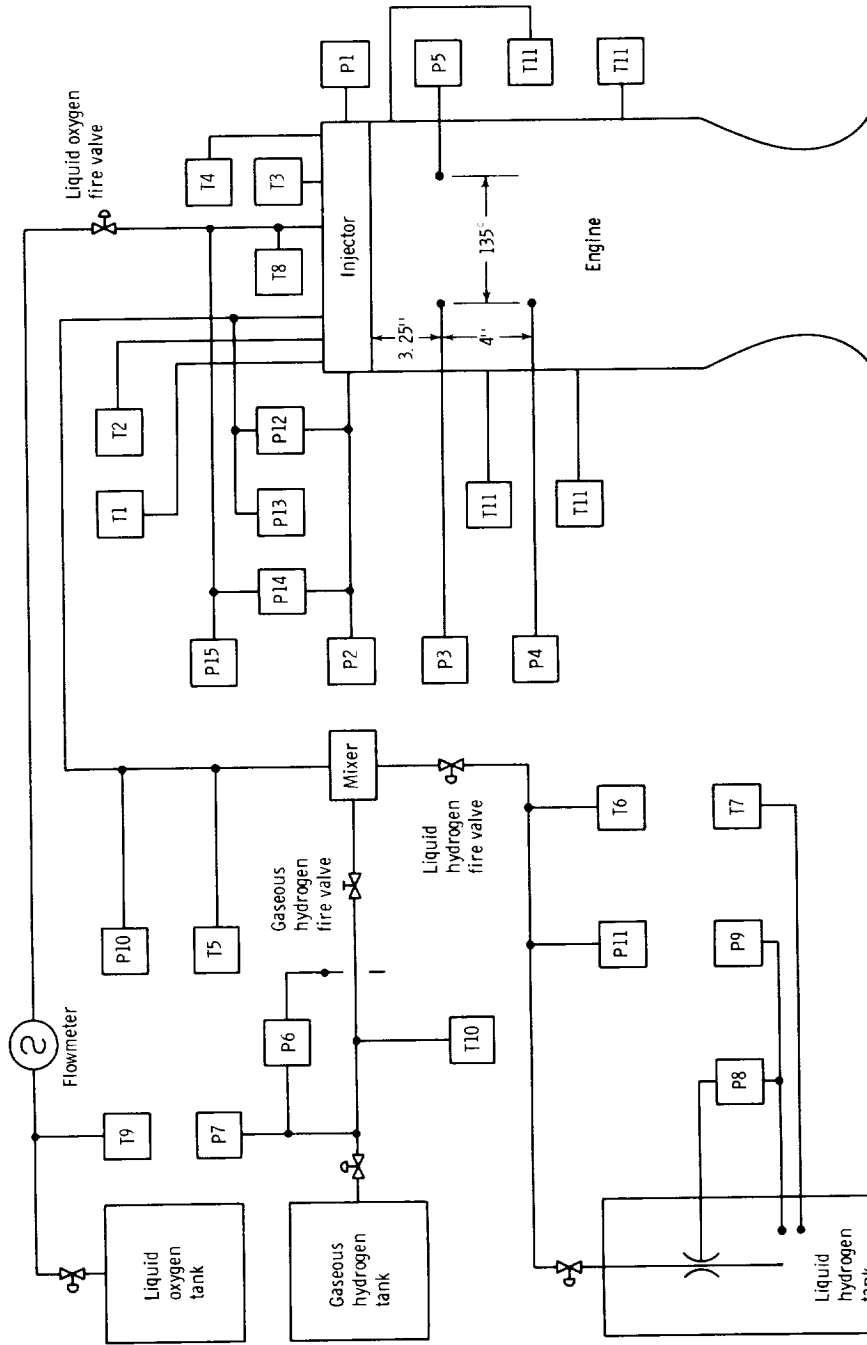 Liquid oxygen
fire valve
Flowmeter
T9
Liquid
oxygen
tank
P10
T5
T1
T2
T4
T3
T8
P1
P7
P6
Gaseous
hydrogen
fire valve
P15
P14
P13
P12
Injector
P5
T11
T11
Gaseous
hydrogen
tank
T10
Mixer
P2
3.25"
135°
P3
4"
Engine
Liquid
hydrogen
fire valve
P4
T11
T11
P11
T6
P8
P9
T7
Liquid
hydrogen
tank